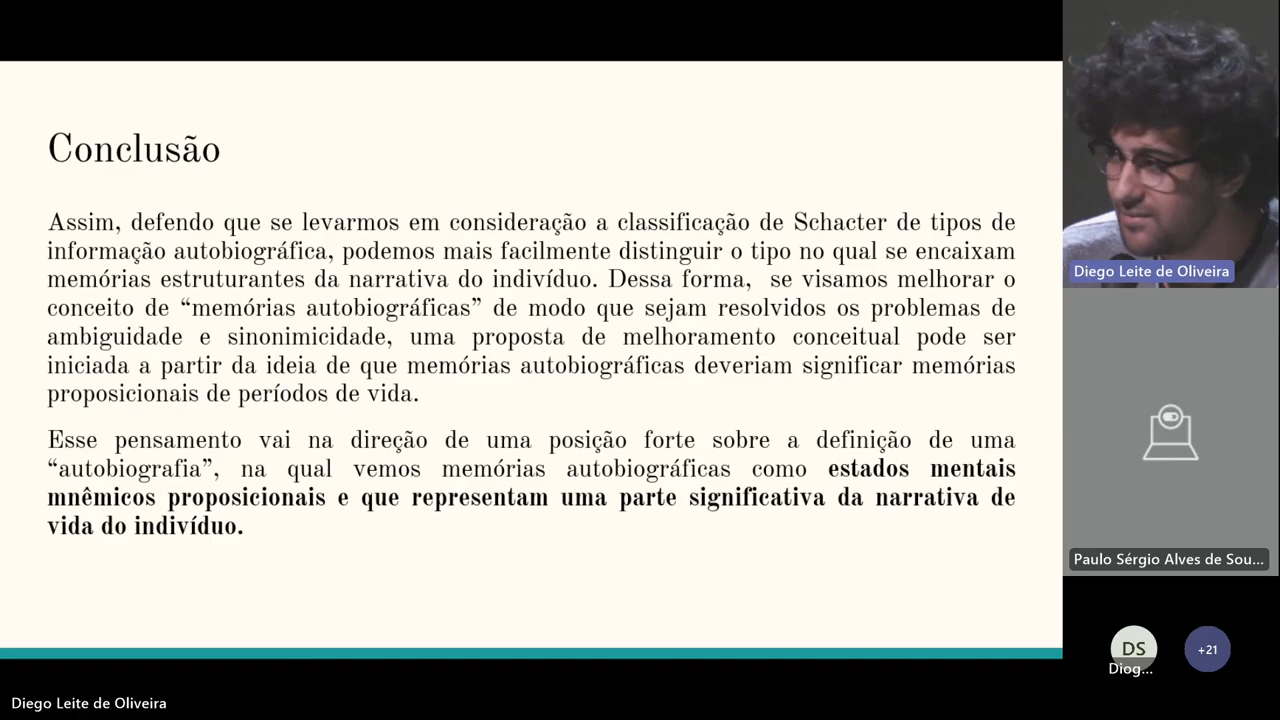 Conclusão
Assim, defendo que se levarmos em consideração a classificação de Schacter de tipos de
informação autobiográfica, podemos mais facilmente distinguir o tipo no qual se encaixam
memórias estruturantes da narrativa do indivíduo. Dessa forma, se visamos melhorar o
conceito de “memórias autobiográficas” de modo que sejam resolvidos os problemas de
ambiguidade e sinonimicidade, uma proposta de melhoramento conceitual pode ser
iniciada a partir da ideia de que memórias autobiográficas deveriam significar memórias
proposicionais de períodos de vida.
Esse pensamento vai na direção de uma posição forte sobre a definição de uma
“autobiografia”, na qual vemos memórias autobiográficas como estados mentais
mnêmicos proposicionais e que representam uma parte significativa da narrativa de
vida do indivíduo.
Diego Leite de Oliveira
Paulo Sérgio Alves de Sou...
DS
Diog...
+21
Diego Leite de Oliveira